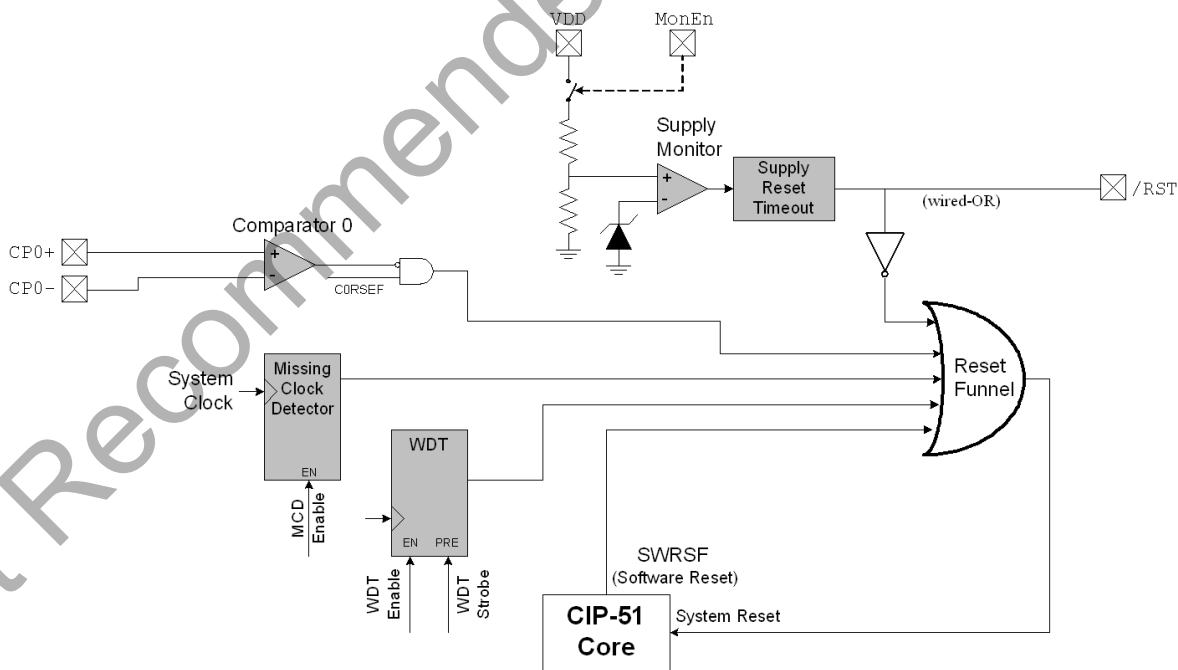 VDD
MonEn
Supply
Monitor
Supply
Reset
Timeout
(wired-OR)
/RST
+
-
Comparator 0
CP0+
CP0-
+
-
C0RSEF
Reset
Funnel
System
Clock
Missing
Clock
Detector
EN
MCD
Enable
WDT
EN
PRE
WDT
Enable
WDT
Strobe
SWRSF
(Software Reset)
CIP-51
Core
System Reset
Recommende